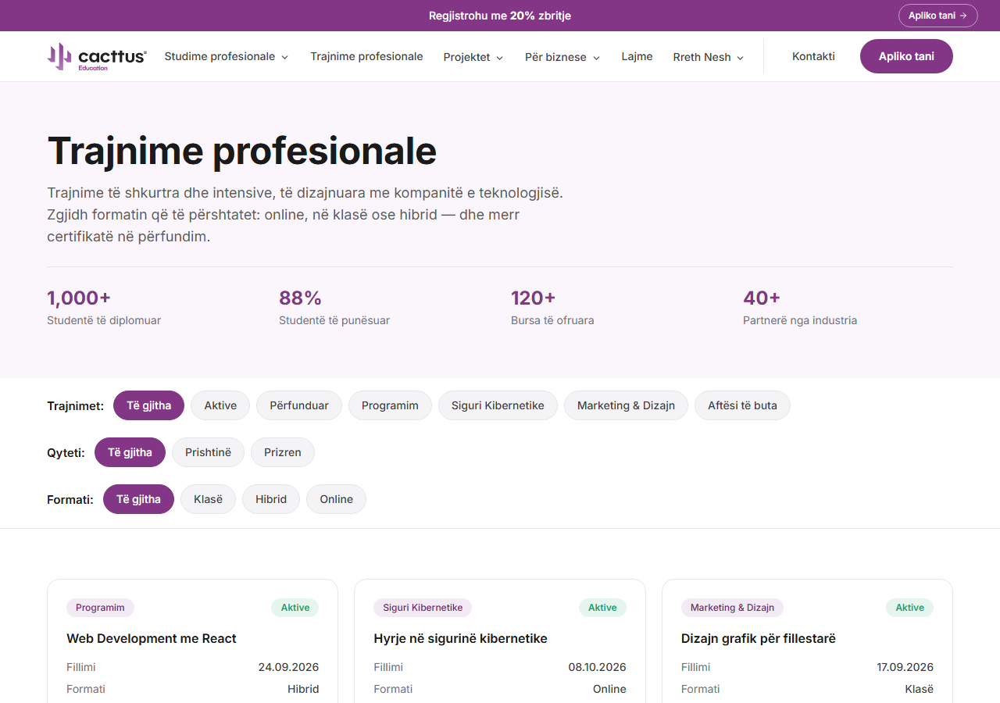 Regjistrohu me 20% zbritje
Apliko tani →
cacttus
Education
Studime profesionale
Trajnime profesionale
Projektet
Për biznese
Lajme
Rreth Nesh
Kontakti
Apliko tani
Trajnime profesionale
Trajnime të shkurtra dhe intensive, të dizajnuara me kompanitë e teknologjisë.
Zgjidh formatin që të përshtatet: online, në klasë ose hibrid — dhe merr
certifikatë në përfundim.
1,000+
Studentë të diplomuar
88%
Studentë të punësuar
120+
Bursa të ofruara
40+
Partnerë nga industria
Trajnimet: Të gjitha Aktive Përfunduar Programim Siguri Kibernetike Marketing & Dizajn Aftësi të buta
Qyteti: Të gjitha Prishtinë Prizren
Formati: Të gjitha Klasë Hibrid Online
Programim Aktive
Web Development me React
Fillimi 24.09.2026
Formati Hibrid
Siguri Kibernetike Aktive
Hyrje në sigurinë kibernetike
Fillimi 08.10.2026
Formati Online
Marketing & Dizajn Aktive
Dizajn grafik për fillestarë
Fillimi 17.09.2026
Formati Klasë